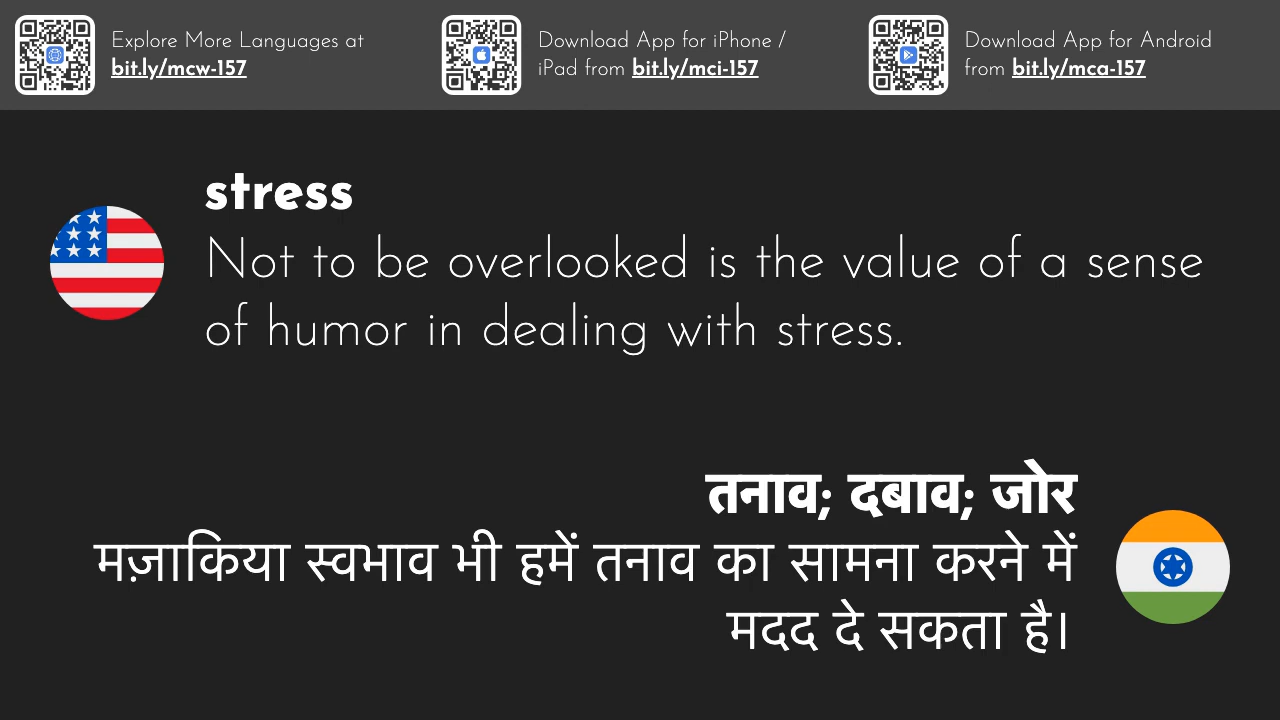 Explore More Languages at
bit.ly/mcw-157
Download App for iPhone /
iPad from bit.ly/mci-157
Download App for Android
from bit.ly/mca-157
stress
Not to be overlooked is the value of a sense
of humor in dealing with stress.
तनाव; दबाव; जोर
मज़ाकिया स्वभाव भी हमें तनाव का सामना करने में
मदद दे सकता है।